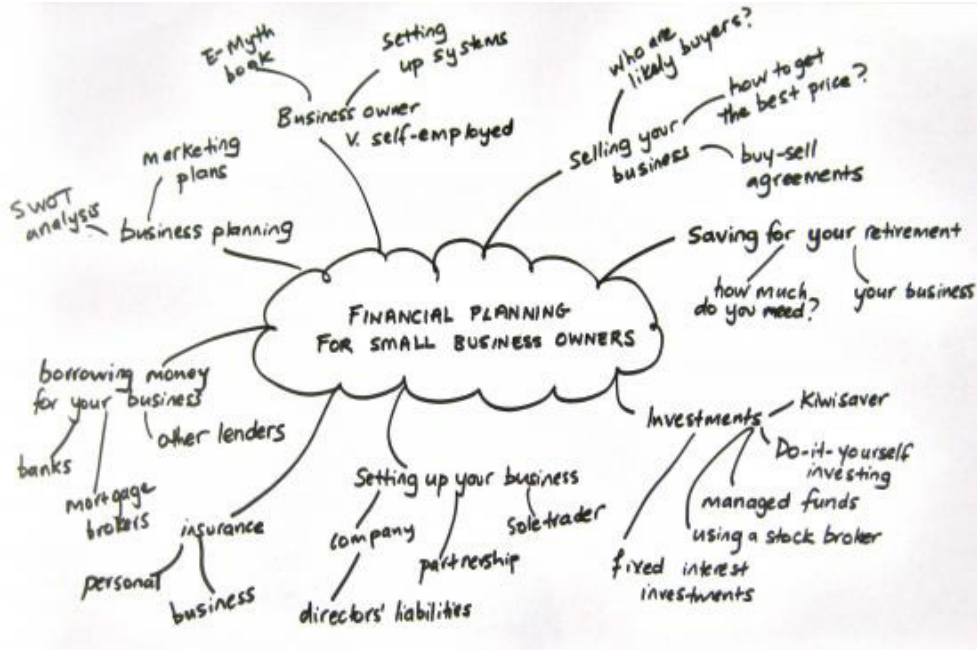 FINANCIAL PLANNING
FOR SMALL BUSINESS OWNERS
Business owner
v. self-employed
E-Myth
book
setting
up systems
Selling your
business
who are
likely buyers?
how to get
the best price?
buy-sell
agreements
Saving for your retirement
how much
do you need?
your business
Investments
Kiwisaver
Do-it-yourself
investing
managed funds
using a stock broker
fixed interest
investments
Setting up your business
company
directors' liabilities
partnership
Soletrader
insurance
personal
business
borrowing money
for your business
banks
mortgage
brokers
other lenders
business planning
marketing
plans
SWOT
analysis